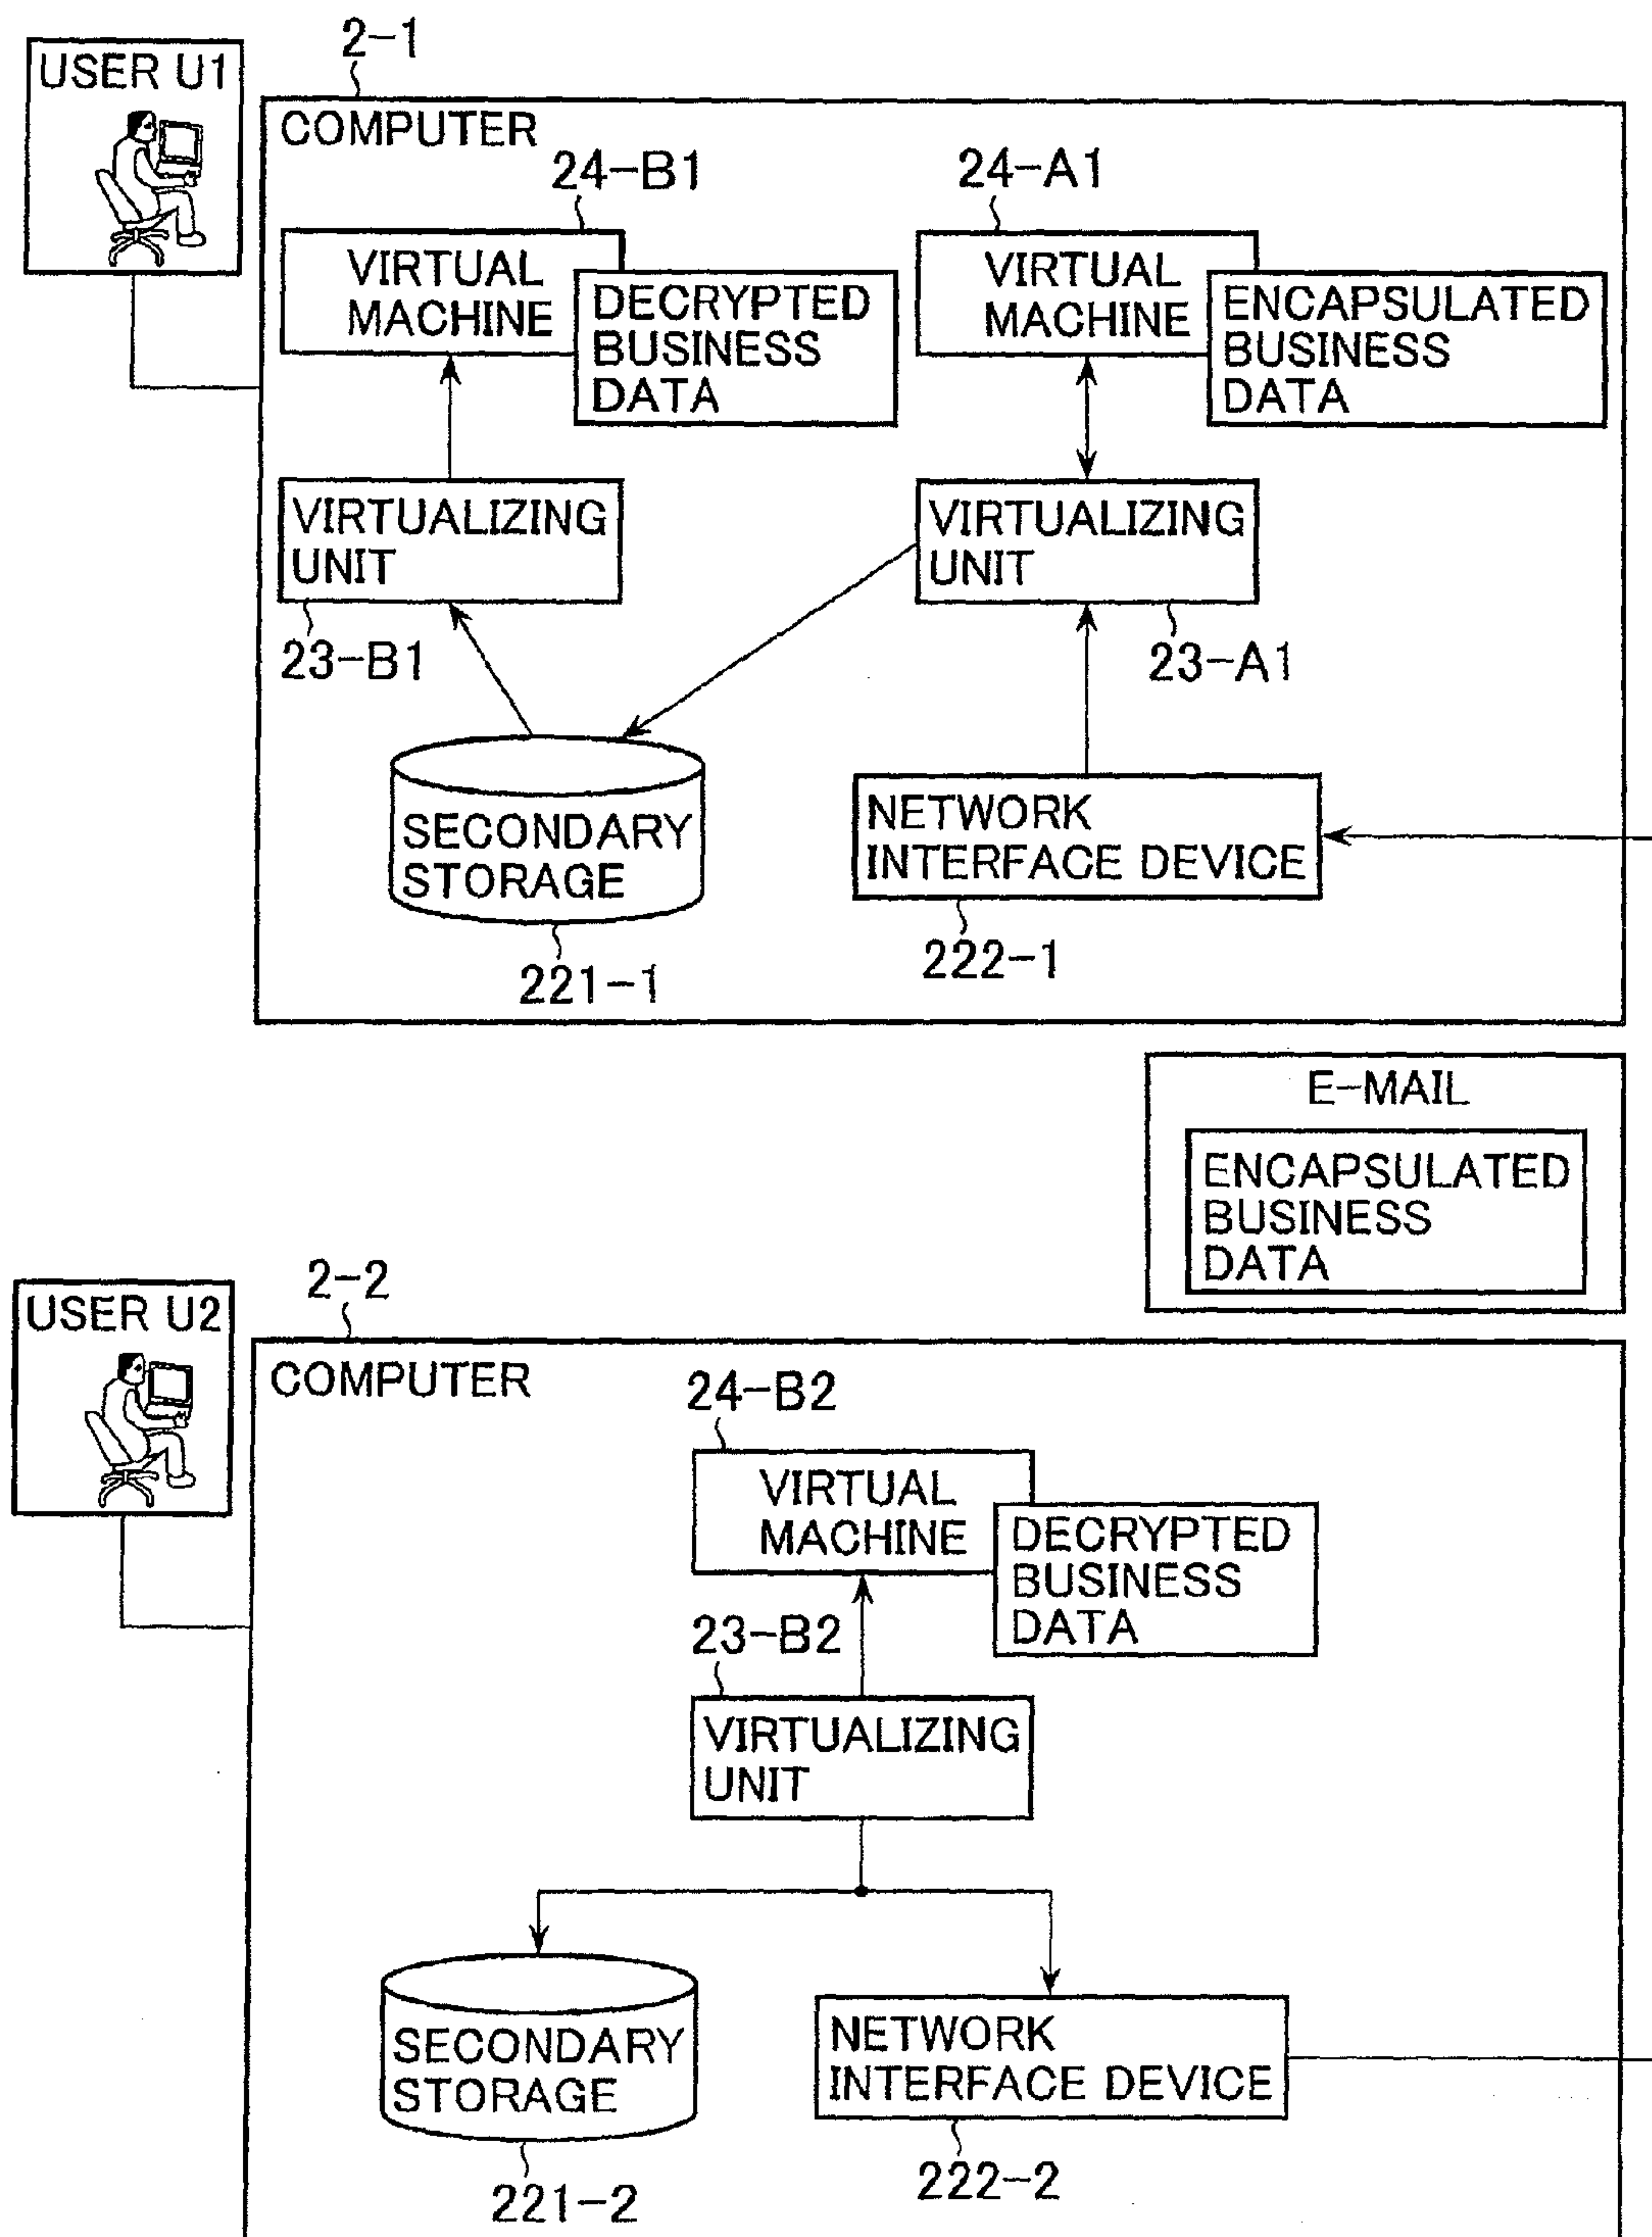 2-1
USER U1
COMPUTER
24-B1
24-A1
VIRTUAL
MACHINE
DECRYPTED
BUSINESS
DATA
VIRTUAL
MACHINE
ENCAPSULATED
BUSINESS
DATA
VIRTUALIZING
UNIT
23-B1
VIRTUALIZING
UNIT
23-A1
SECONDARY
STORAGE
221-1
NETWORK
INTERFACE DEVICE
222-1
E-MAIL
ENCAPSULATED
BUSINESS
DATA
2-2
USER U2
COMPUTER
24-B2
VIRTUAL
MACHINE
DECRYPTED
BUSINESS
DATA
23-B2
VIRTUALIZING
UNIT
SECONDARY
STORAGE
221-2
NETWORK
INTERFACE DEVICE
222-2